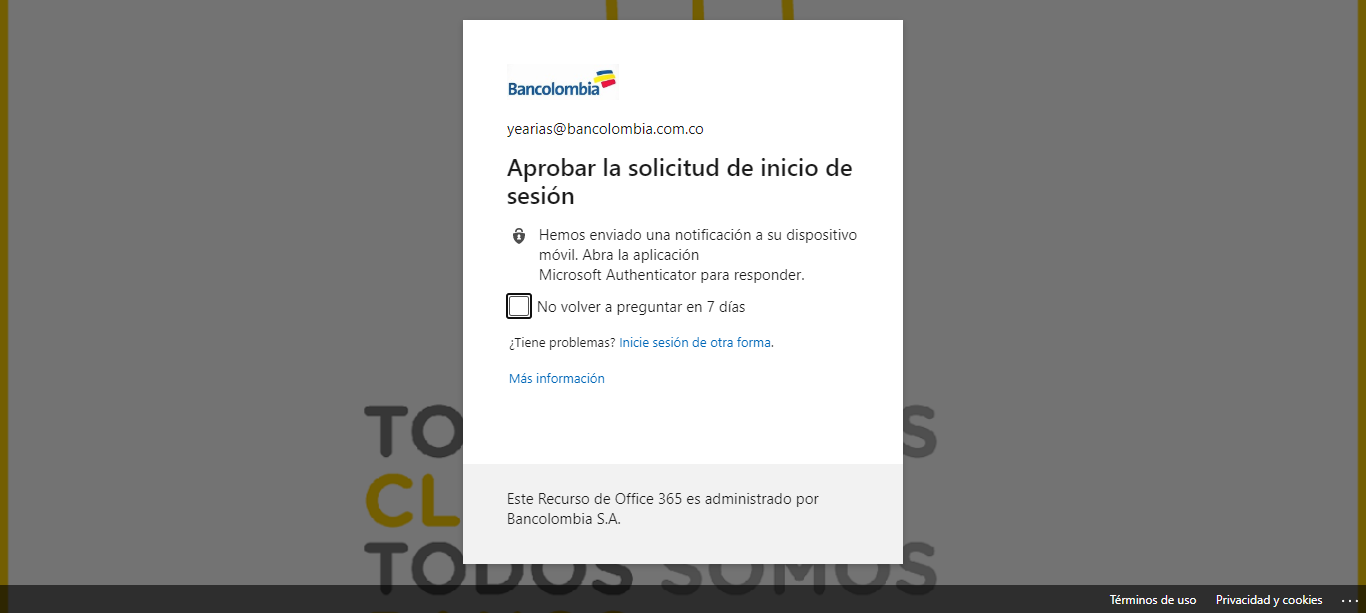 Bancolombia
yearias@bancolombia.com.co
Aprobar la solicitud de inicio de
sesión
Hemos enviado una notificación a su dispositivo
móvil. Abra la aplicación
Microsoft Authenticator para responder.
No volver a preguntar en 7 días
¿Tiene problemas? Inicie sesión de otra forma.
Más información
Este Recurso de Office 365 es administrado por
Bancolombia S.A.
TODOS SOMOS
Términos de uso Privacidad y cookies ...